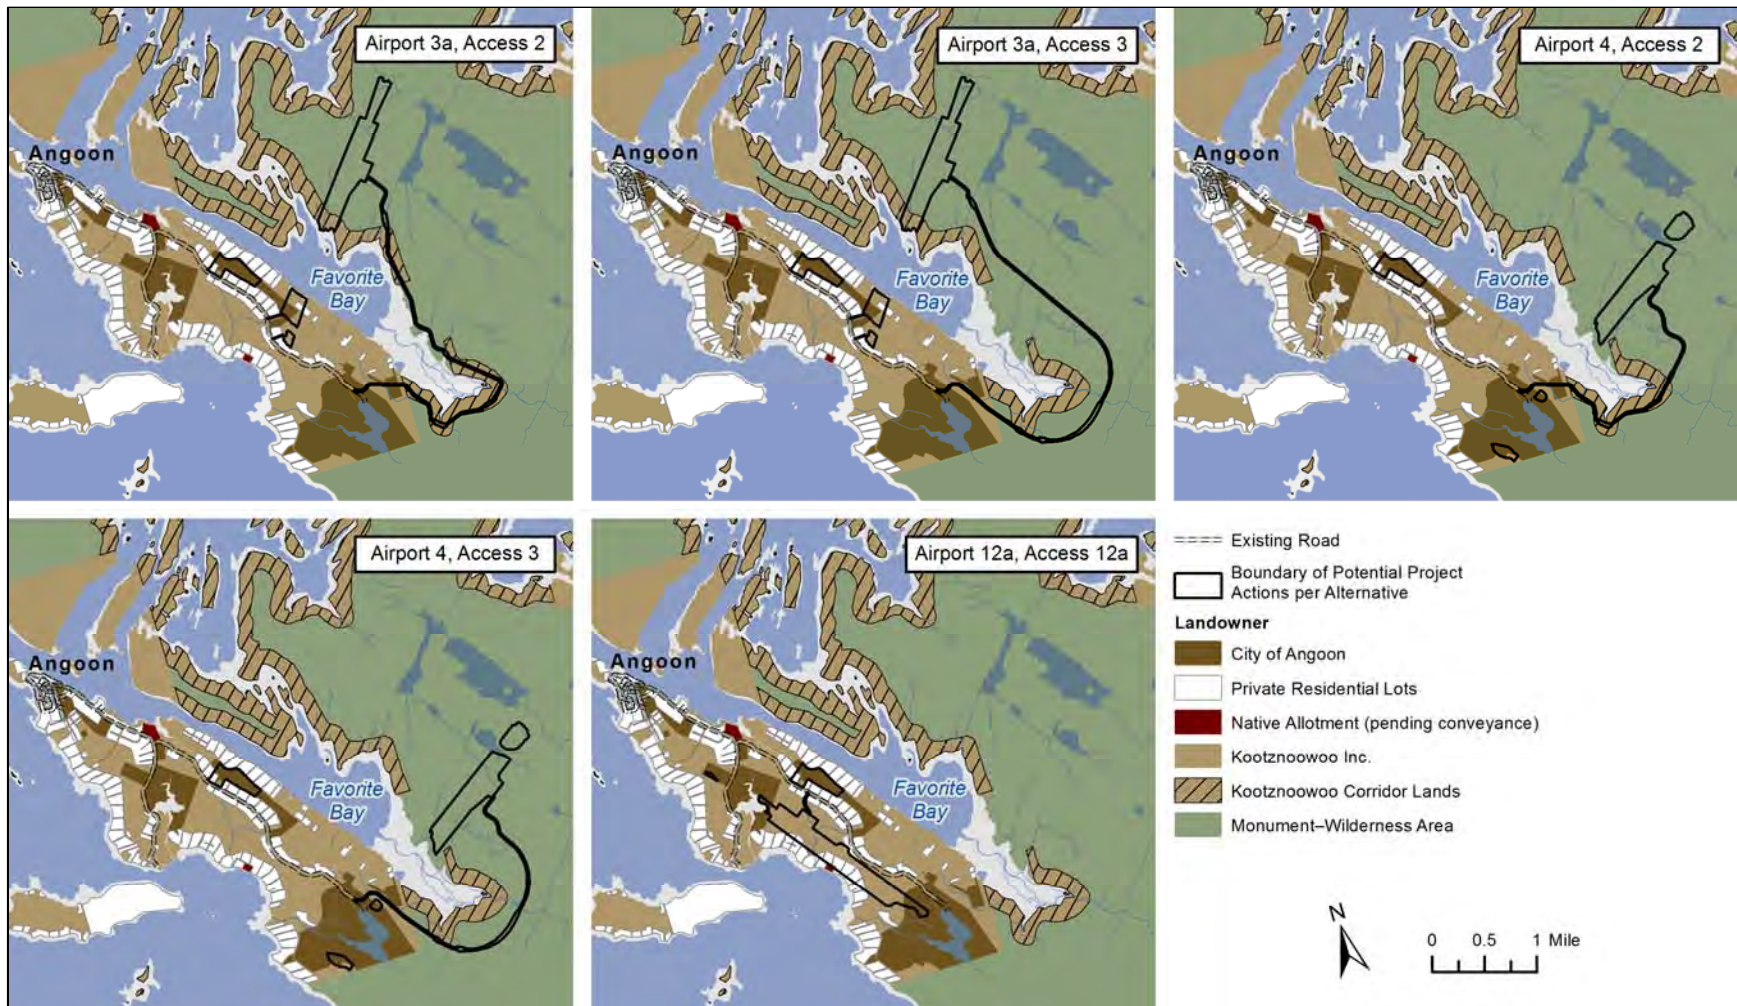 Airport 3a, Access 2
Angoon
Favorite
Bay
Airport 3a, Access 3
Angoon
Favorite
Bay
Airport 4, Access 2
Angoon
Favorite
Bay
Airport 4, Access 3
Angoon
Favorite
Bay
Airport 12a, Access 12a
Angoon
Favorite
Bay
Existing Road
Boundary of Potential Project
Actions per Alternative
Landowner
City of Angoon
Private Residential Lots
Native Allotment (pending conveyance)
Kootznoowoo Inc.
Kootznoowoo Corridor Lands
Monument–Wilderness Area
N
0 0.5 1 Mile